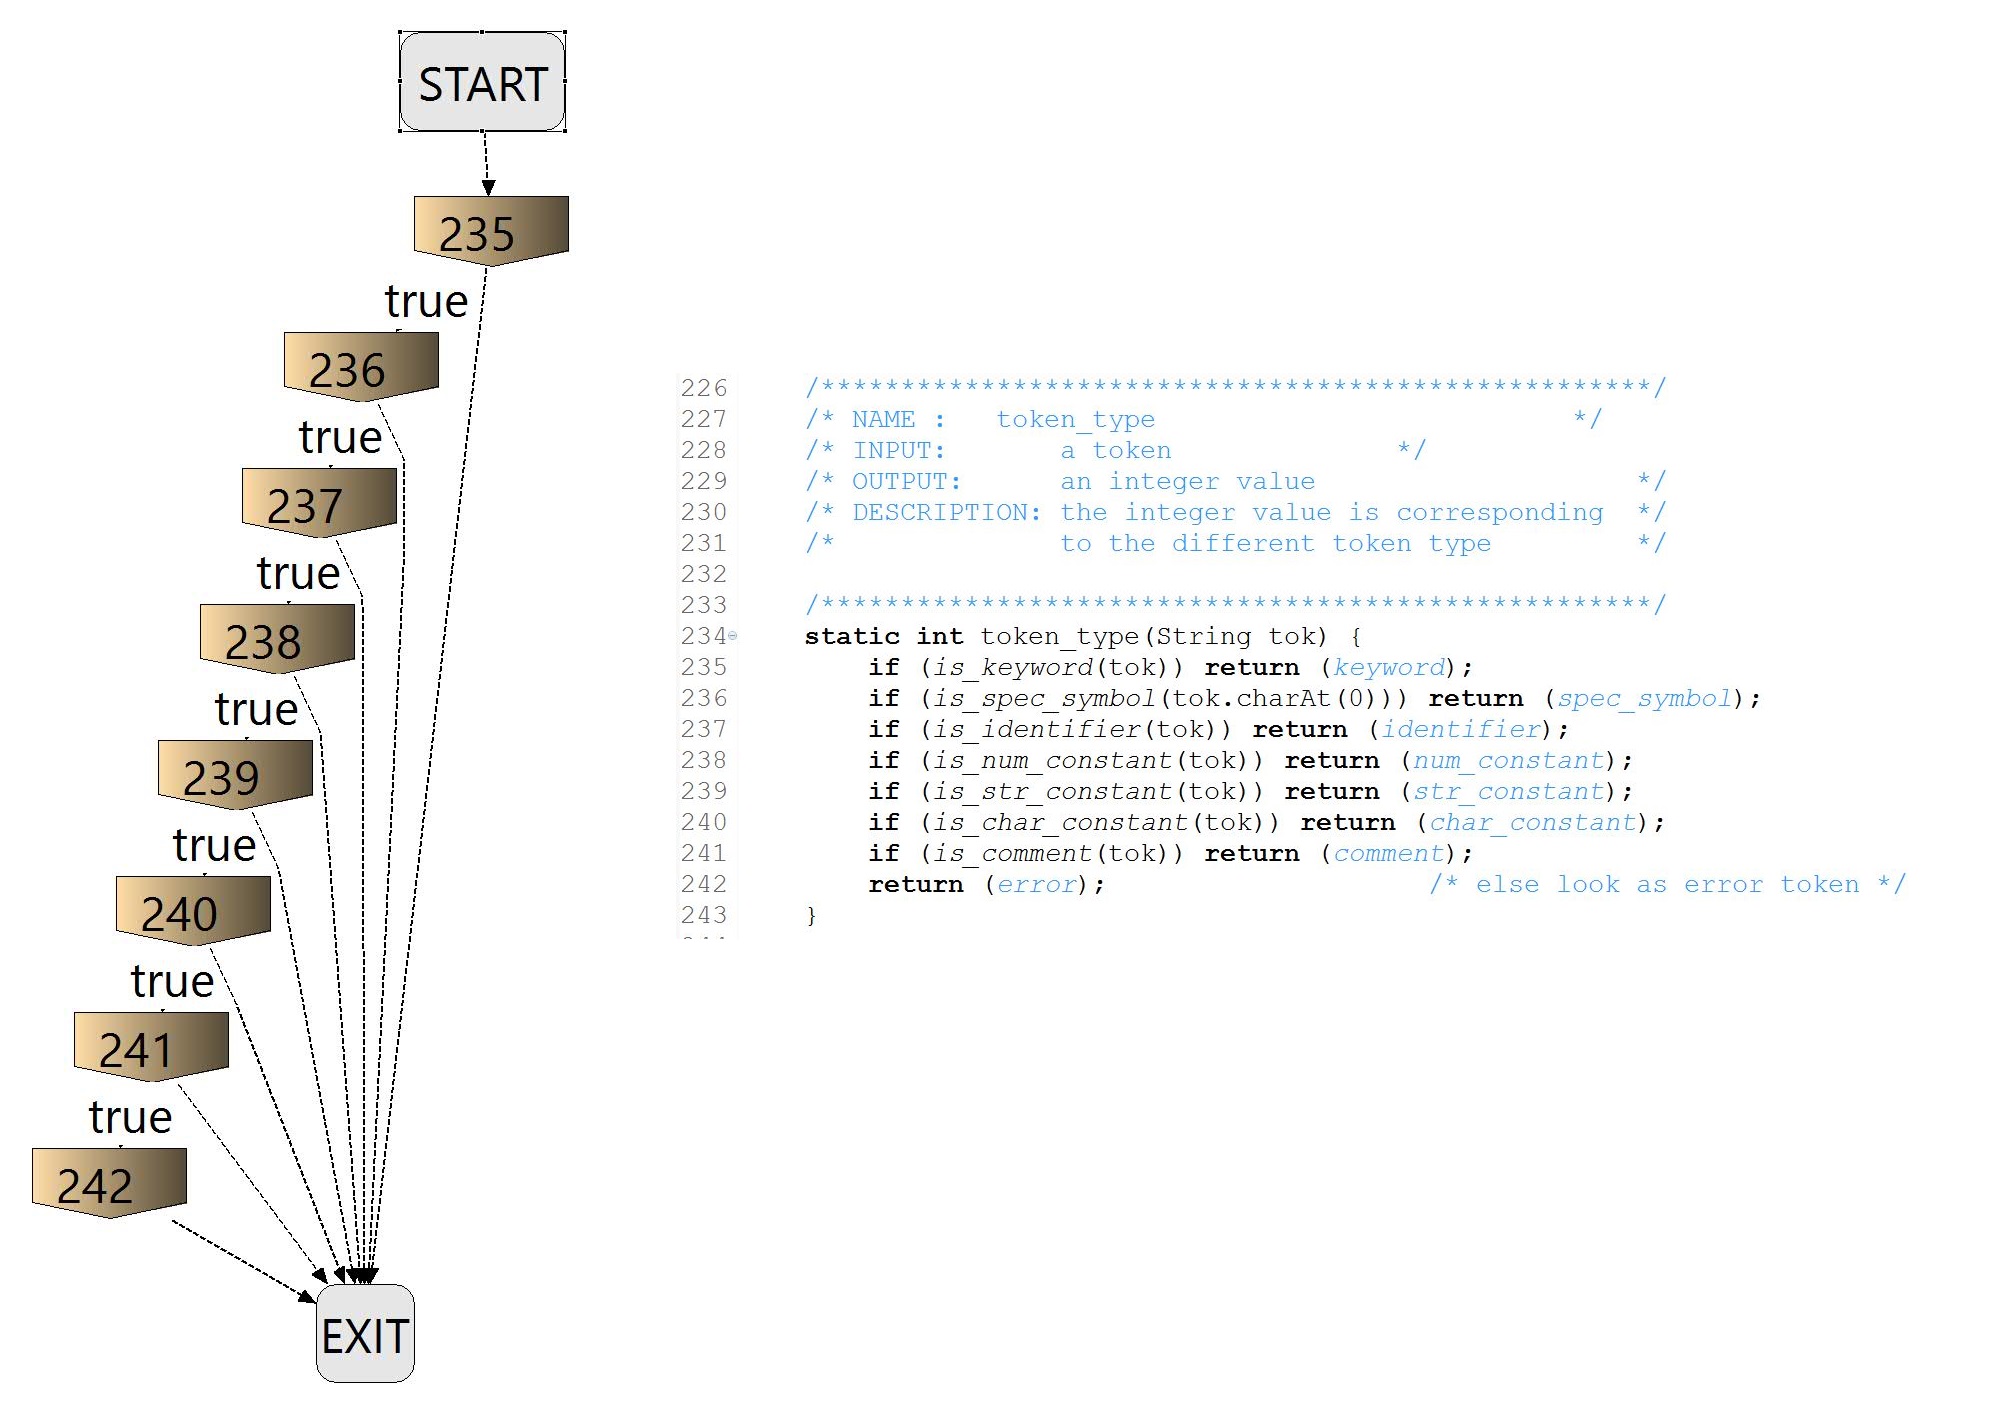 START
235
true
236
true
237
true
238
true
239
true
240
true
241
true
242
EXIT
226 /****************************************************/
227 /* NAME : token_type */
228 /* INPUT: a token */
229 /* OUTPUT: an integer value */
230 /* DESCRIPTION: the integer value is corresponding */
231 /* to the different token type */
232
233 /****************************************************/
234 static int token_type(String tok) {
235 if (is_keyword(tok)) return (keyword);
236 if (is_spec_symbol(tok.charAt(0))) return (spec_symbol);
237 if (is_identifier(tok)) return (identifier);
238 if (is_num_constant(tok)) return (num_constant);
239 if (is_str_constant(tok)) return (str_constant);
240 if (is_char_constant(tok)) return (char_constant);
241 if (is_comment(tok)) return (comment);
242 return (error); /* else look as error token */
243 }